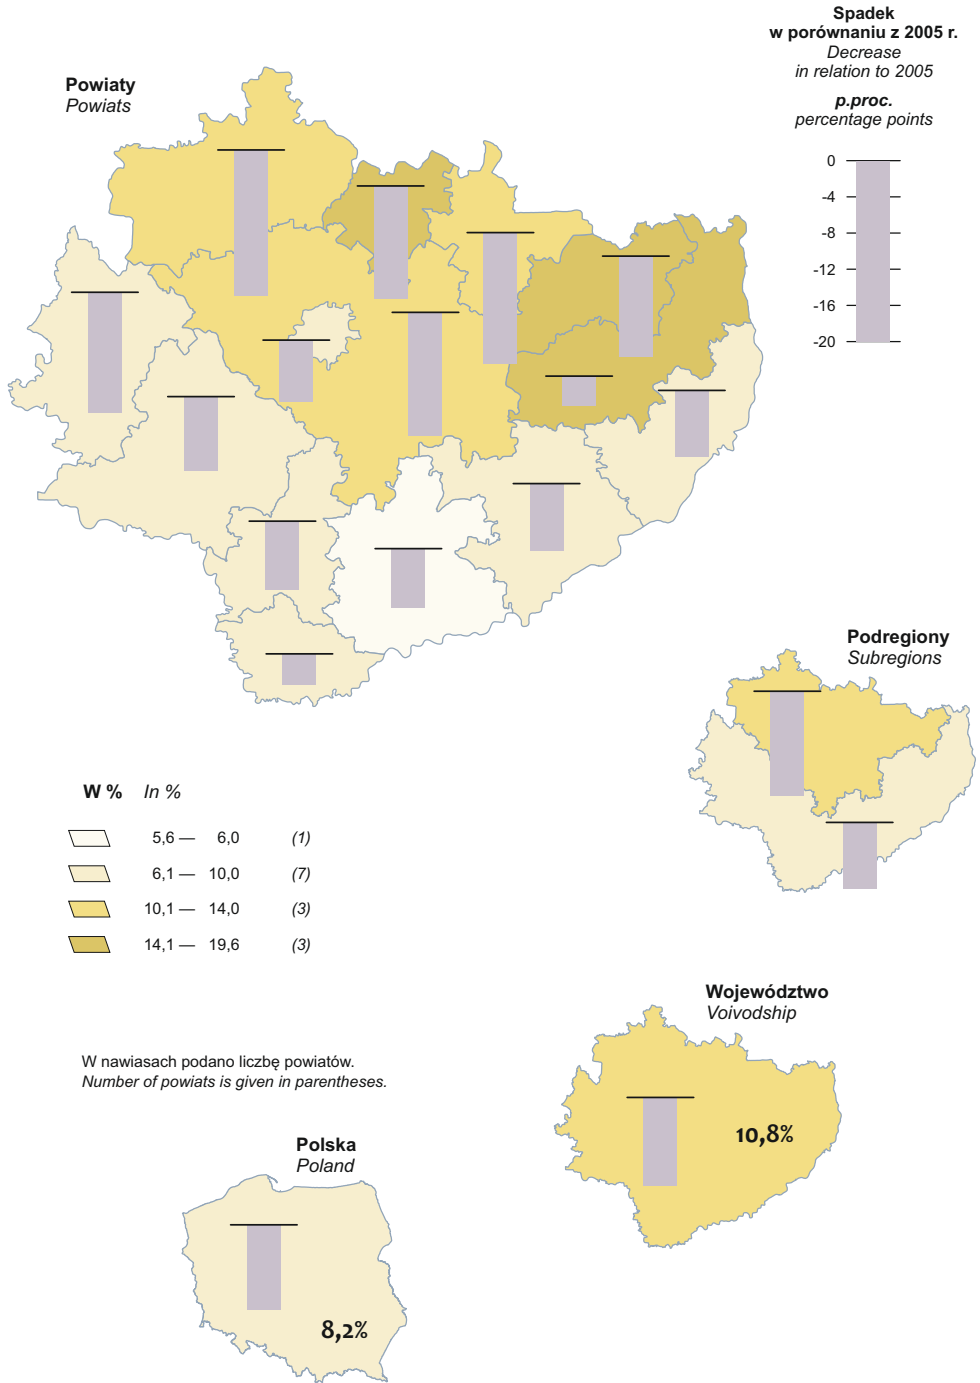 Spadek
w porównaniu z 2005 r.
Decrease
in relation to 2005
p.proc.
percentage points
0
-4
-8
-12
-16
-20
Powiaty
Powiats
Podregiony
Subregions
W % In %
5,6 — 6,0 (1)
6,1 — 10,0 (7)
10,1 — 14,0 (3)
14,1 — 19,6 (3)
Województwo
Voivodship
10,8%
W nawiasach podano liczbę powiatów.
Number of powiats is given in parentheses.
Polska
Poland
8,2%